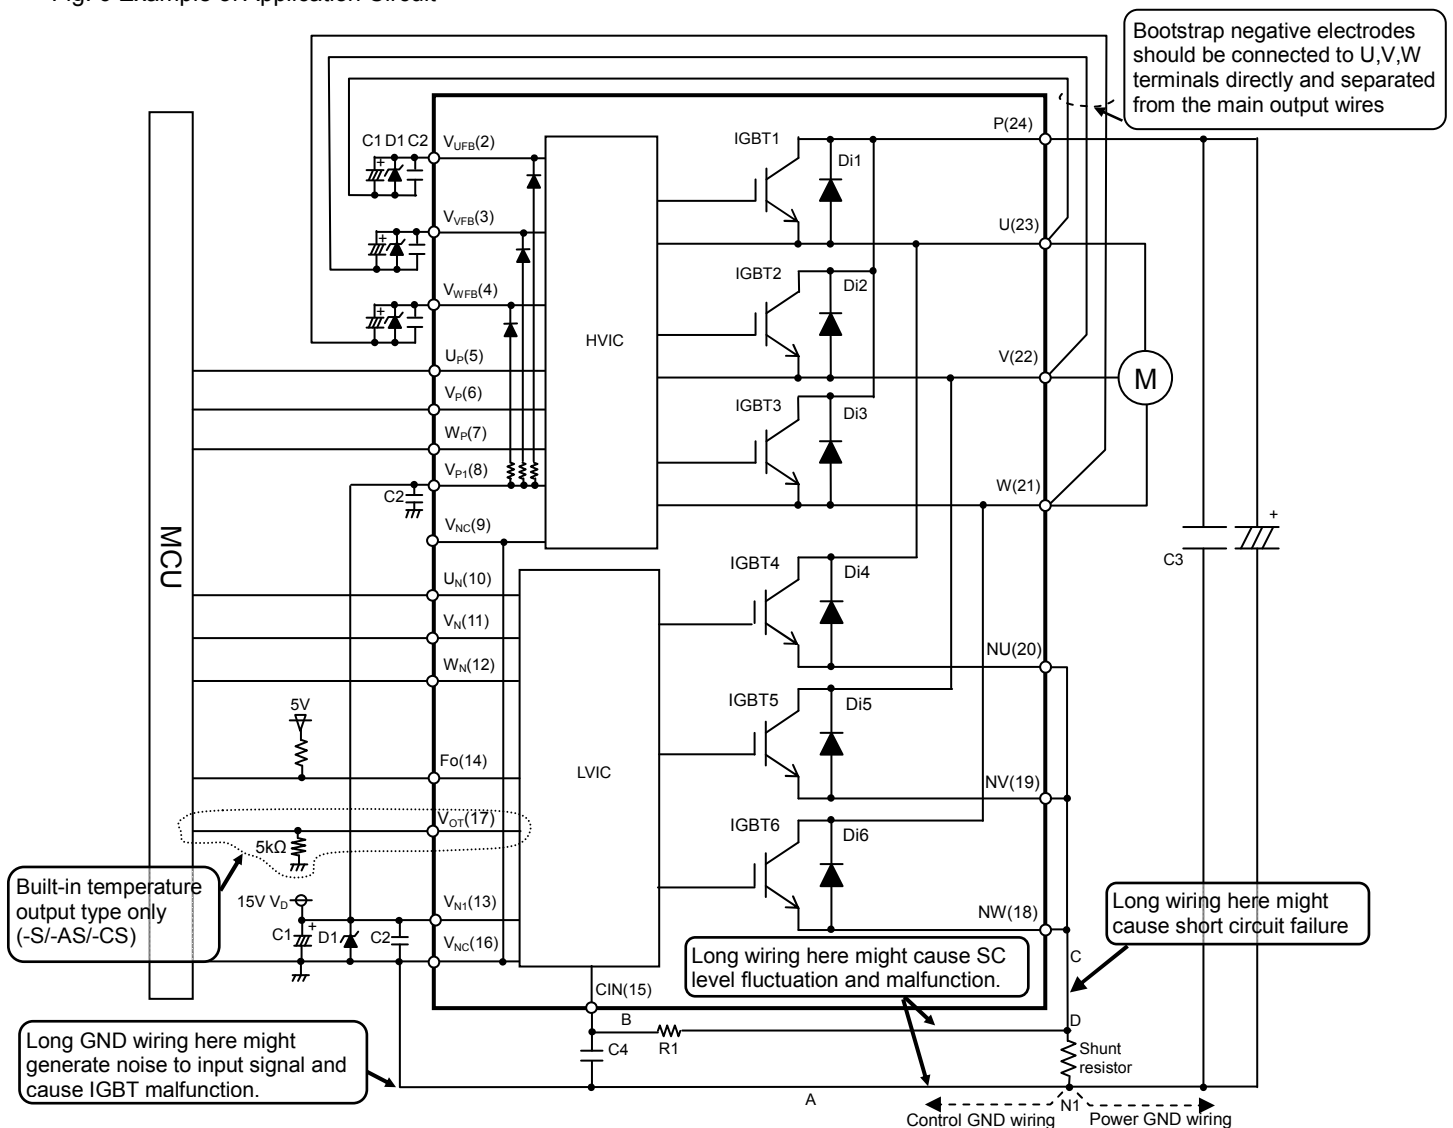 Bootstrap negative electrodes
should be connected to U,V,W
terminals directly and separated
from the main output wires
C1 D1 C2
VUFB(2)
IGBT1
P(24)
Di1
VVFB(3)
U(23)
IGBT2
Di2
VWFB(4)
HVIC
UP(5)
V(22)
M
VP(6)
IGBT3
Di3
WP(7)
VP1(8)
W(21)
C2
+
VNC(9)
MCU
C3
IGBT4
Di4
UN(10)
VN(11)
NU(20)
WN(12)
5V
IGBT5
Di5
Fo(14)
LVIC
NV(19)
VOT(17)
IGBT6
Di6
5kΩ
Built-in temperature
output type only
(-S/-AS/-CS)
15V VD
VN1(13)
NW(18)
Long wiring here might
cause short circuit failure
C1
+
D1
C2
VNC(16)
Long wiring here might cause SC
level fluctuation and malfunction.
C
CIN(15)
B
D
R1
C4
Shunt
resistor
Long GND wiring here might
generate noise to input signal and
cause IGBT malfunction.
A
N1
Control GND wiring
Power GND wiring